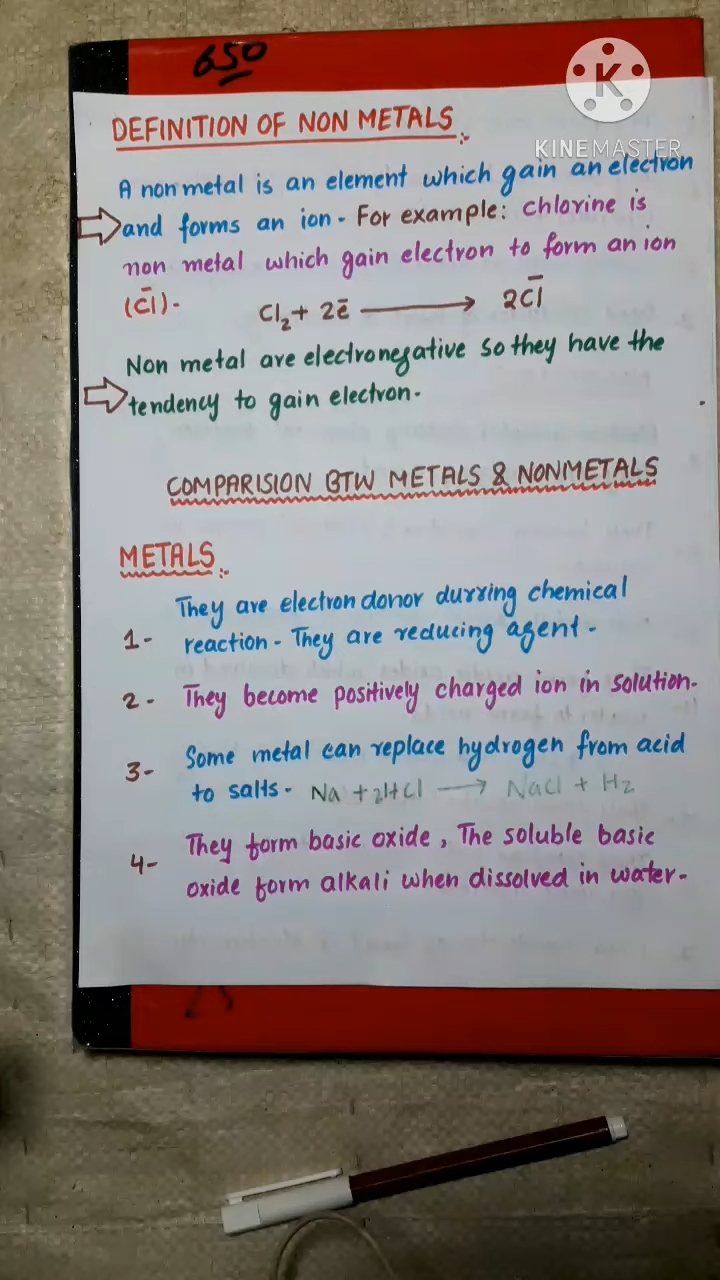 650
K
KINEMASTER
DEFINITION OF NON METALS
A non metal is an element which gain an electron
and forms an ion - For example: chlorine is
non metal which gain electron to form an ion
(Cl̄)-
Cl₂ + 2ē ⟶ 2Cl̄
Non metal are electronegative so they have the
tendency to gain electron-
COMPARISION BTW METALS & NONMETALS
METALS
They are electron donor durring chemical
1- reaction - They are reducing agent-
2- They become positively charged ion in solution-
Some metal can replace hydrogen from acid
3- to salts- Na + 2HCl ⟶ NaCl + H₂
They form basic oxide, The soluble basic
4- oxide form alkali when dissolved in water-